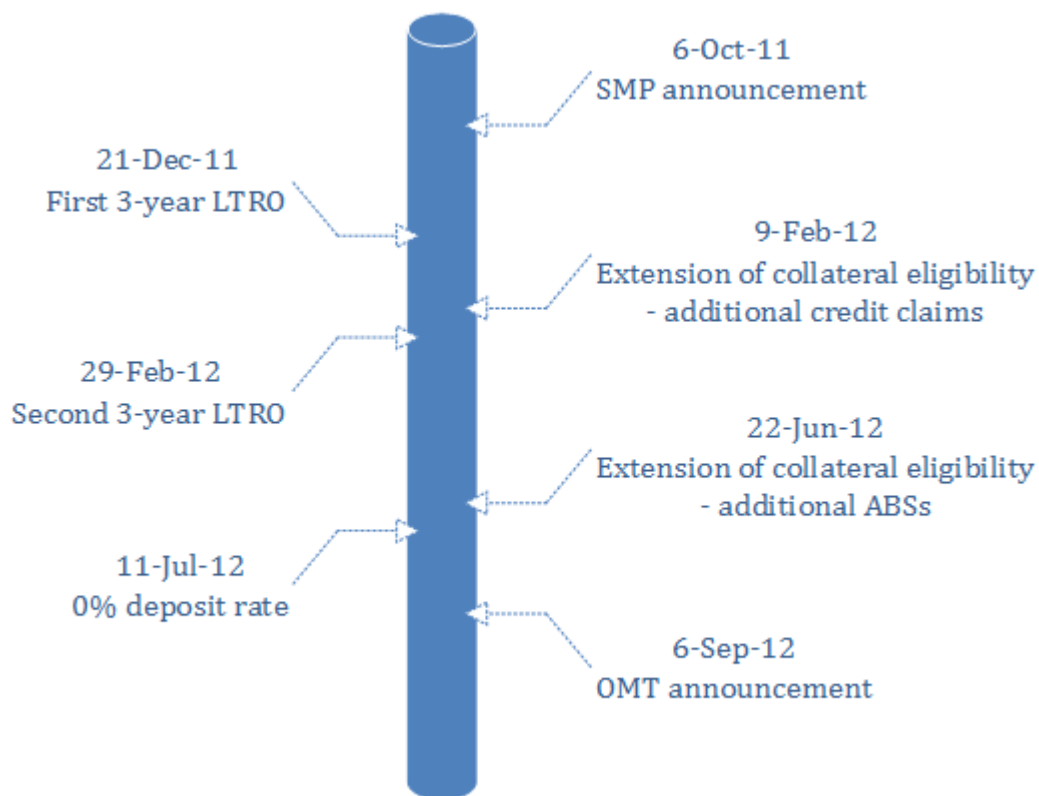 6-Oct-11
SMP announcement
21-Dec-11
First 3-year LTRO
9-Feb-12
Extension of collateral eligibility
- additional credit claims
29-Feb-12
Second 3-year LTRO
22-Jun-12
Extension of collateral eligibility
- additional ABSs
11-Jul-12
0% deposit rate
6-Sep-12
OMT announcement